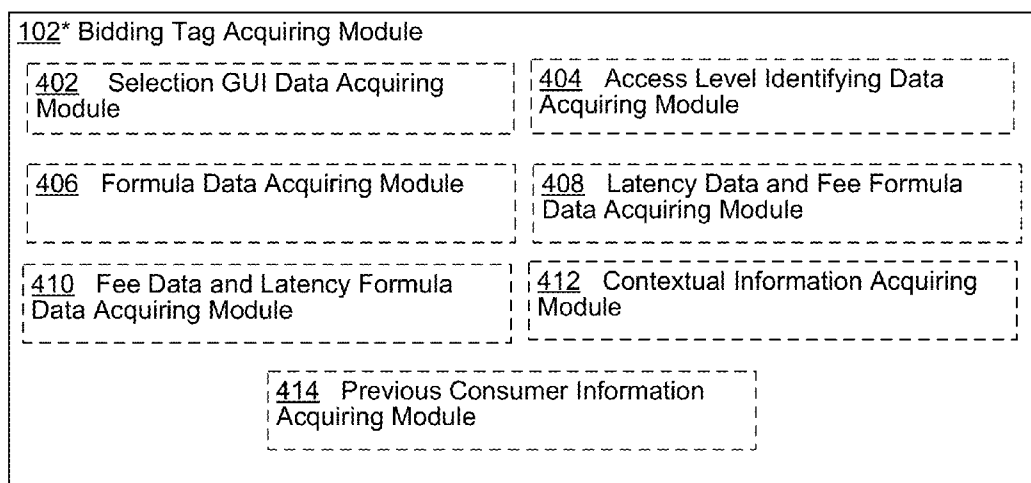 102* Bidding Tag Acquiring Module
402 Selection GUI Data Acquiring
Module
404 Access Level Identifying Data
Acquiring Module
406 Formula Data Acquiring Module
408 Latency Data and Fee Formula
Data Acquiring Module
410 Fee Data and Latency Formula
Data Acquiring Module
412 Contextual Information Acquiring
Module
414 Previous Consumer Information
Acquiring Module